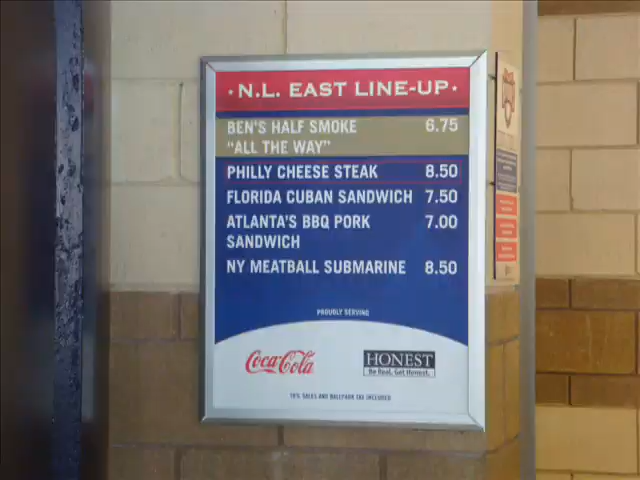 · N.L. EAST LINE-UP ·
BEN'S HALF SMOKE 6.75
"ALL THE WAY"
PHILLY CHEESE STEAK 8.50
FLORIDA CUBAN SANDWICH 7.50
ATLANTA'S BBQ PORK 7.00
SANDWICH
NY MEATBALL SUBMARINE 8.50
PROUDLY SERVING
Coca-Cola
HONEST
Be Real. Get Honest.
10% SALES AND BALLPARK TAX INCLUDED